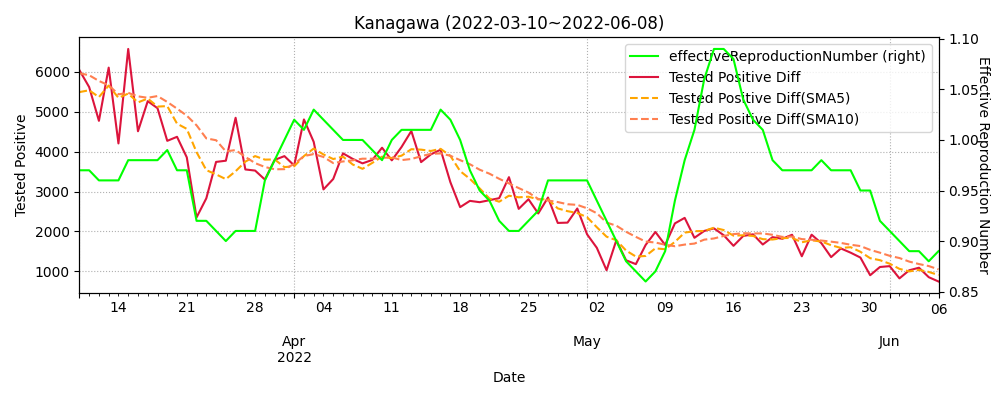 Kanagawa (2022-03-10~2022-06-08)
effectiveReproductionNumber (right)
Tested Positive Diff
Tested Positive Diff(SMA5)
Tested Positive Diff(SMA10)
Tested Positive
6000
5000
4000
3000
2000
1000
1.10
1.05
1.00
0.95
0.90
0.85
Effective Reproduction Number
14 21 28 04 11 18 25 02 09 16 23 30 06
Apr May Jun
2022
Date